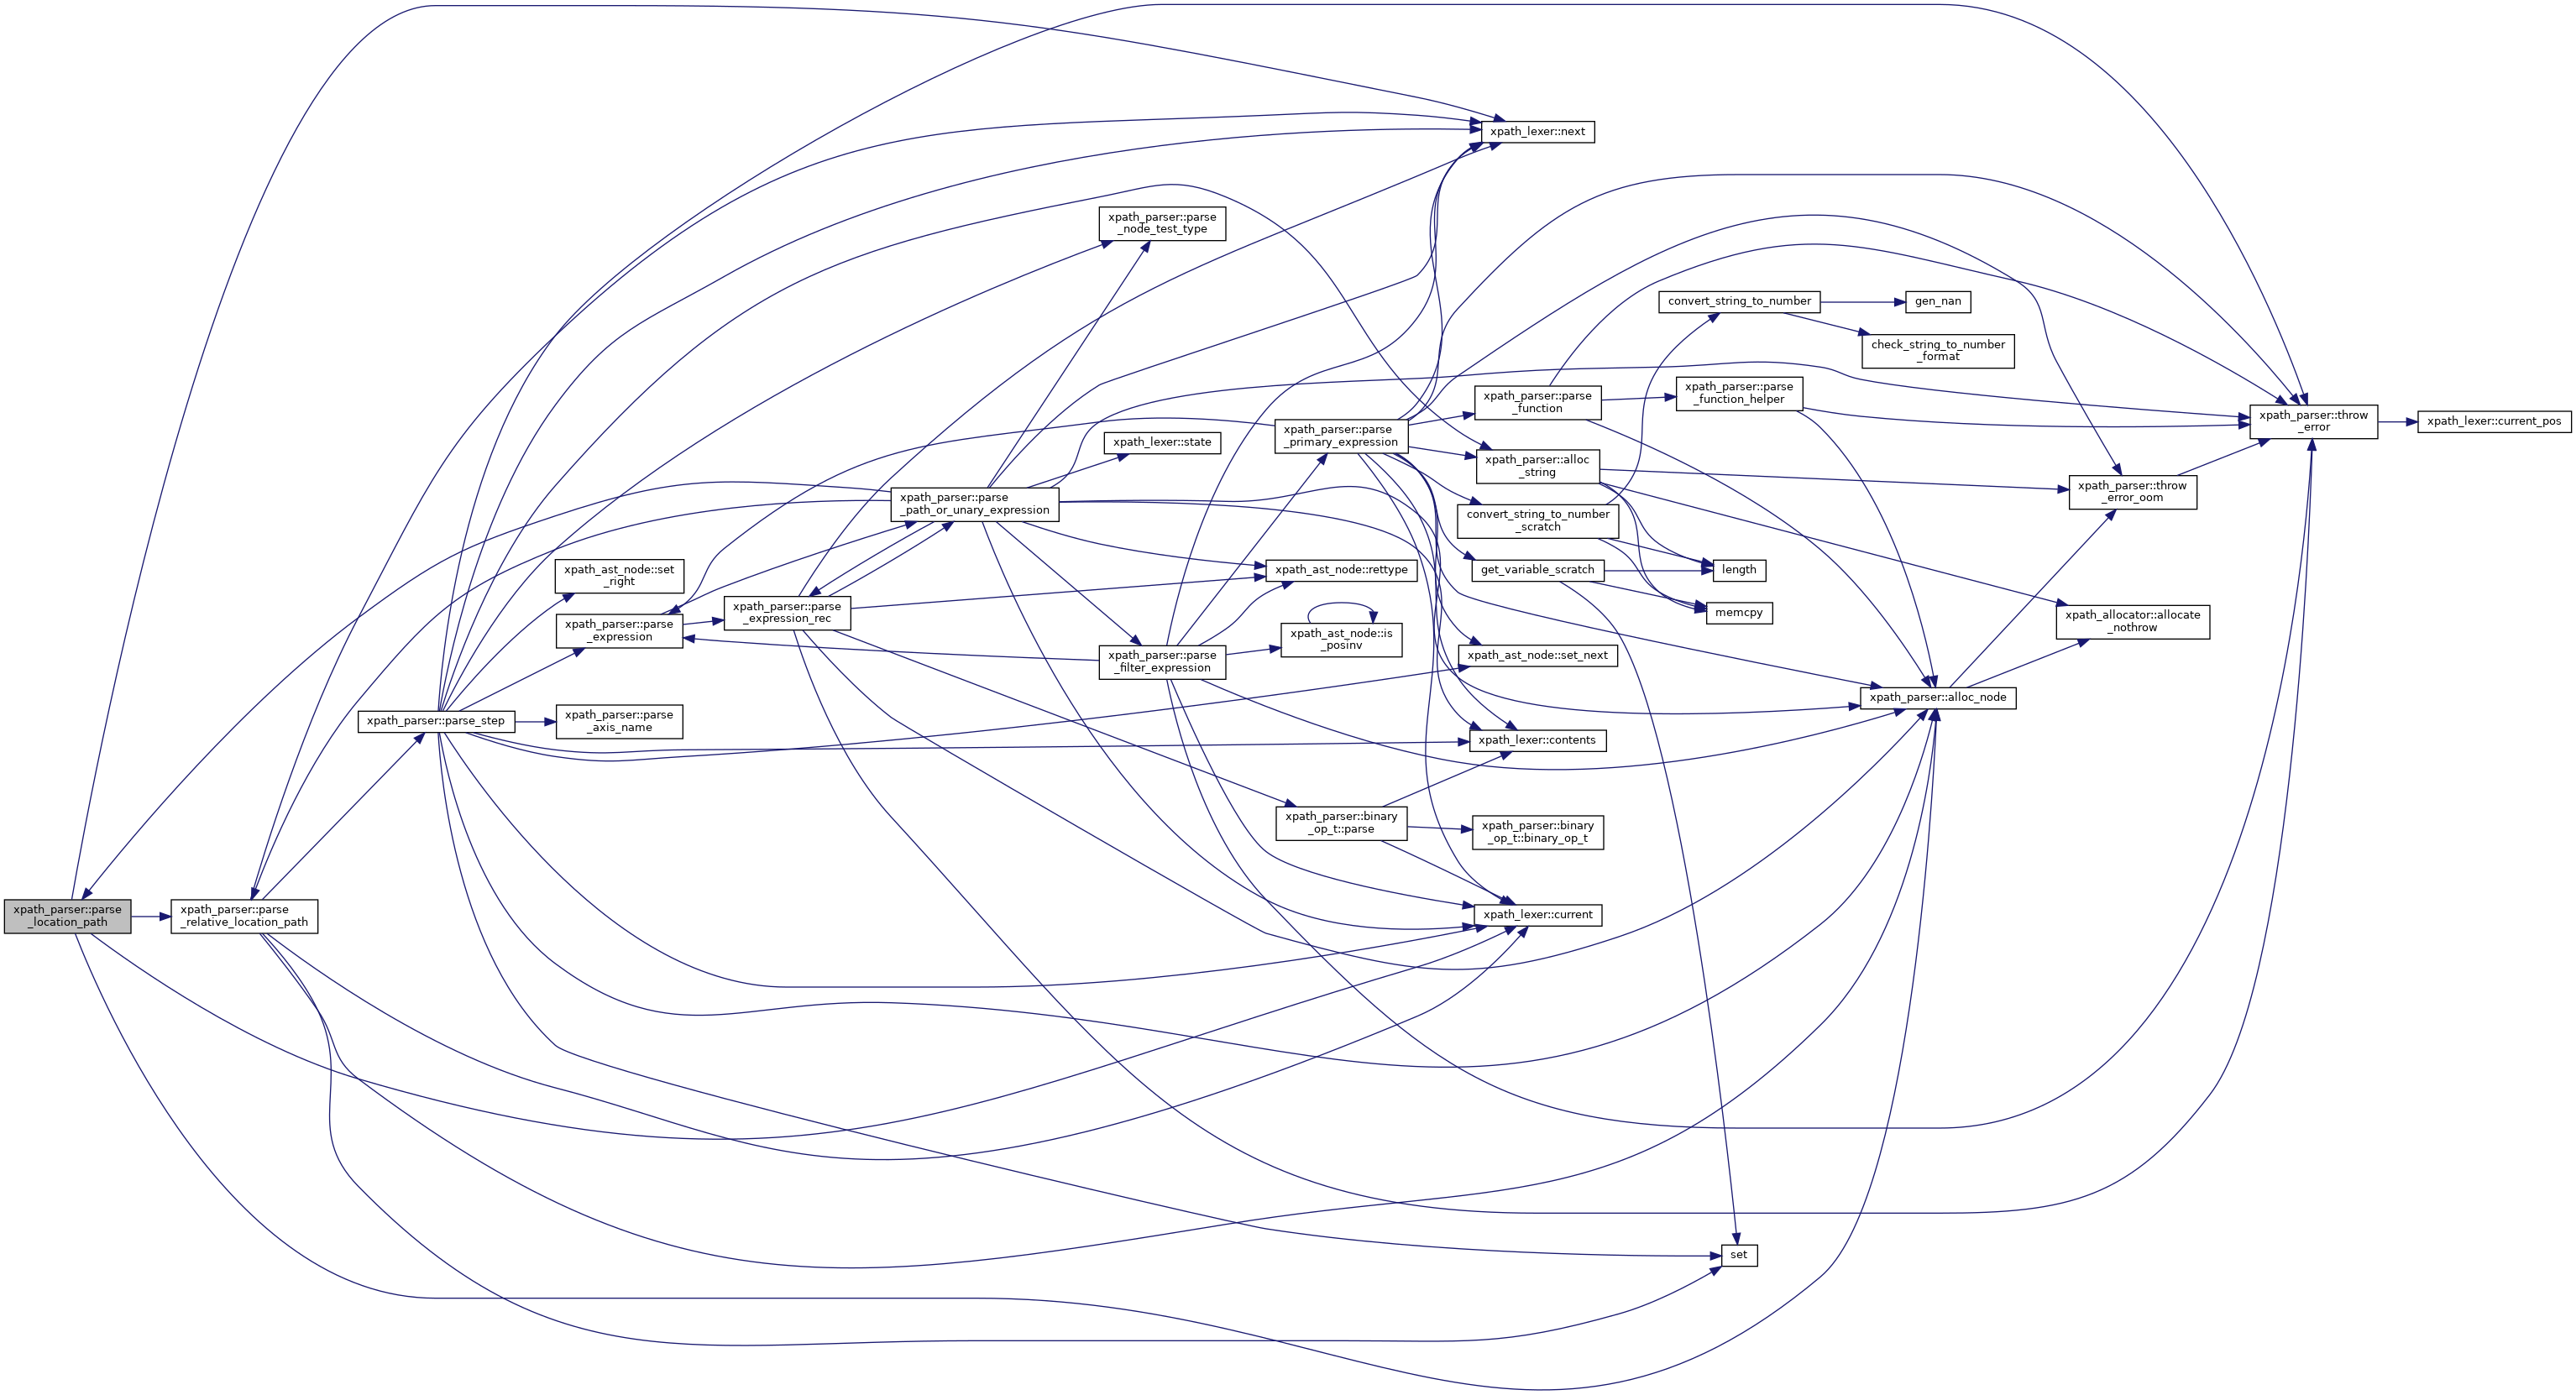 xpath_parser::parse
_location_path
xpath_parser::parse
_relative_location_path
xpath_parser::parse_step
xpath_ast_node::set
_right
xpath_parser::parse
_expression
xpath_parser::parse
_axis_name
xpath_parser::parse
_expression_rec
xpath_parser::parse
_path_or_unary_expression
xpath_parser::parse
_node_test_type
xpath_lexer::state
xpath_parser::parse
_filter_expression
xpath_parser::parse
_primary_expression
xpath_ast_node::rettype
xpath_ast_node::is
_posinv
xpath_parser::binary
_op_t::parse
xpath_lexer::next
xpath_parser::parse
_function
xpath_parser::alloc
_string
convert_string_to_number
_scratch
get_variable_scratch
xpath_ast_node::set_next
xpath_lexer::contents
xpath_parser::binary
_op_t::binary_op_t
xpath_lexer::current
convert_string_to_number
xpath_parser::parse
_function_helper
length
memcpy
set
gen_nan
check_string_to_number
_format
xpath_parser::alloc_node
xpath_parser::throw
_error_oom
xpath_allocator::allocate
_nothrow
xpath_parser::throw
_error
xpath_lexer::current_pos